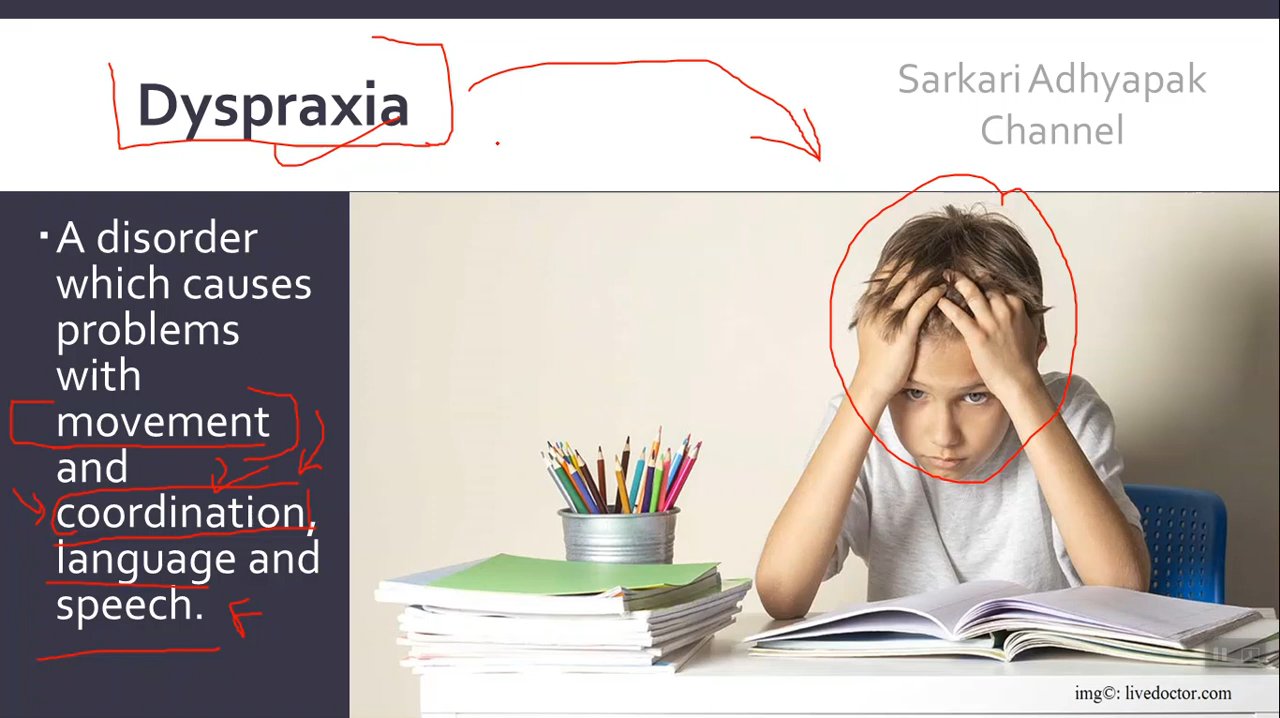 Dyspraxia
Sarkari Adhyapak
Channel
▪ A disorder
which causes
problems
with
movement
and
coordination,
language and
speech.
img©: livedoctor.com